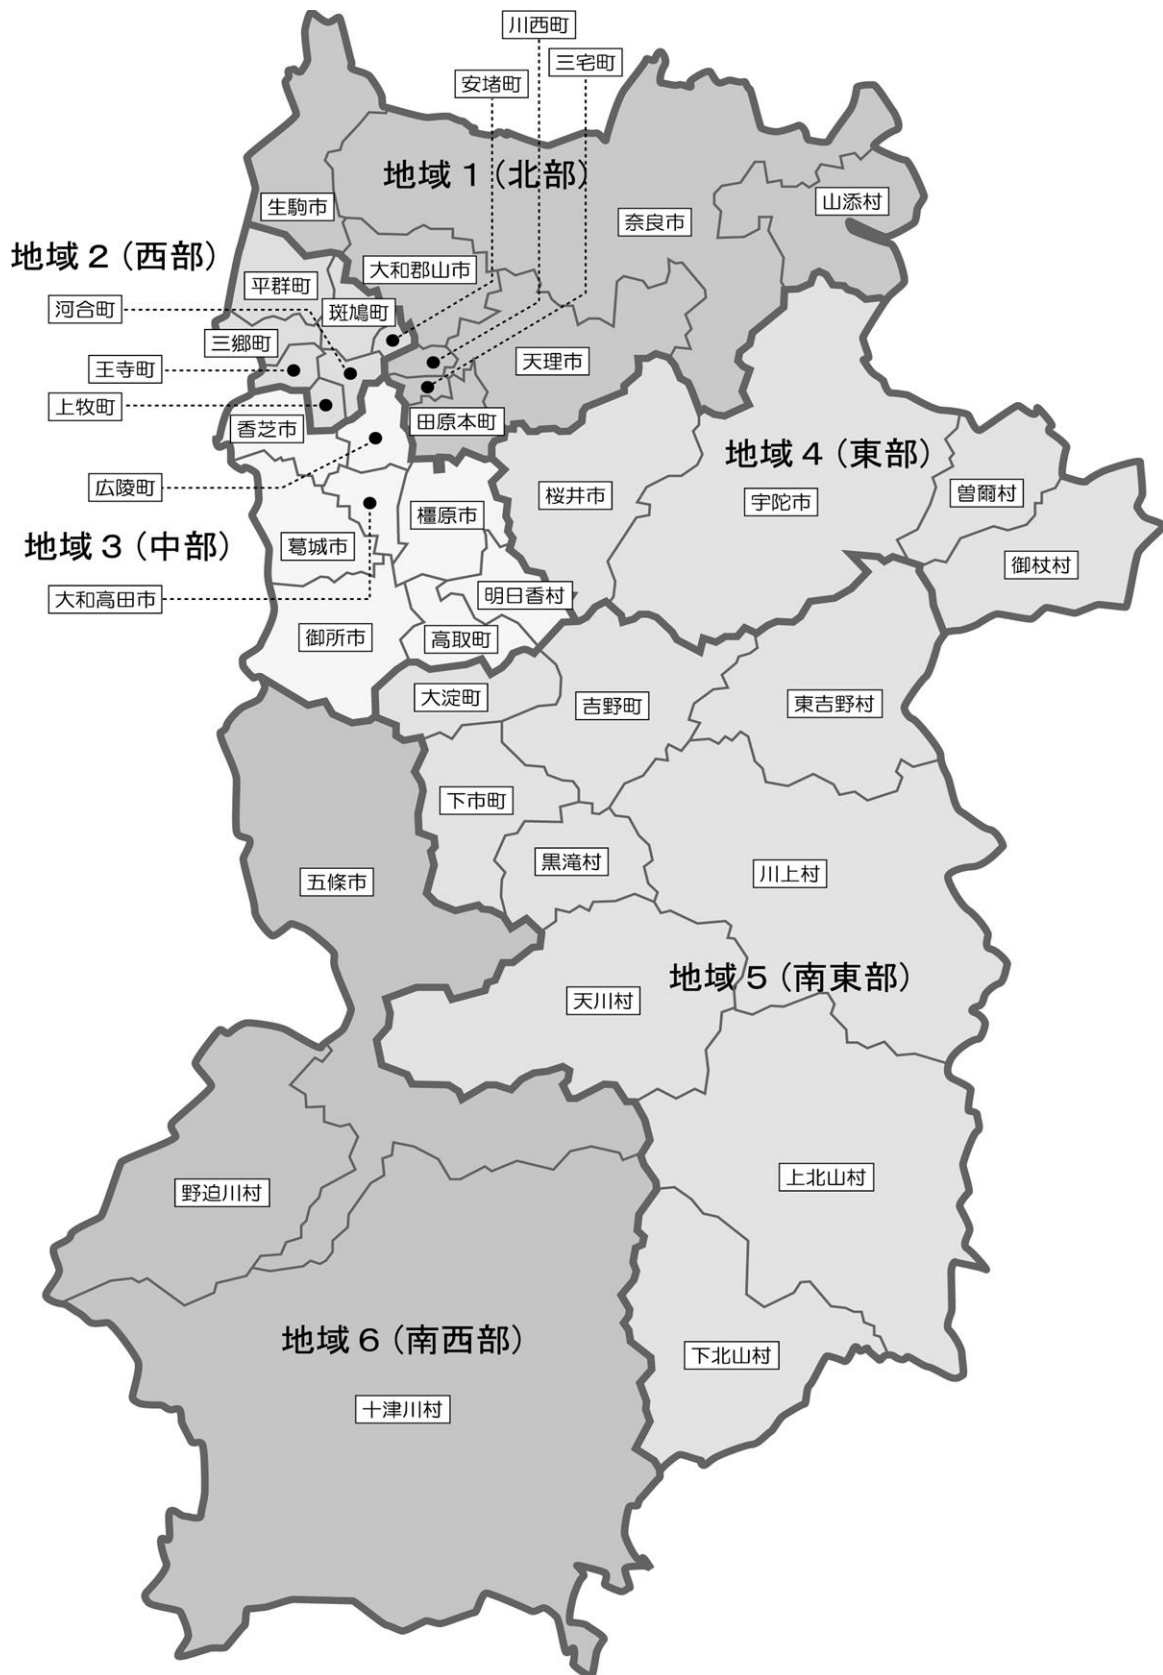 川西町
三宅町
安堵町
地域1(北部)
生駒市
奈良市
山添村
地域2(西部)
大和郡山市
平群町
河合町
斑鳩町
三郷町
王寺町
天理市
上牧町
香芝市
田原本町
地域4(東部)
広陵町
桜井市
宇陀市
曽爾村
橿原市
地域3(中部)
葛城市
御杖村
大和高田市
明日香村
御所市
高取町
大淀町
吉野町
東吉野村
下市町
黒滝村
川上村
五條市
地域5(南東部)
天川村
上北山村
野迫川村
地域6(南西部)
下北山村
十津川村